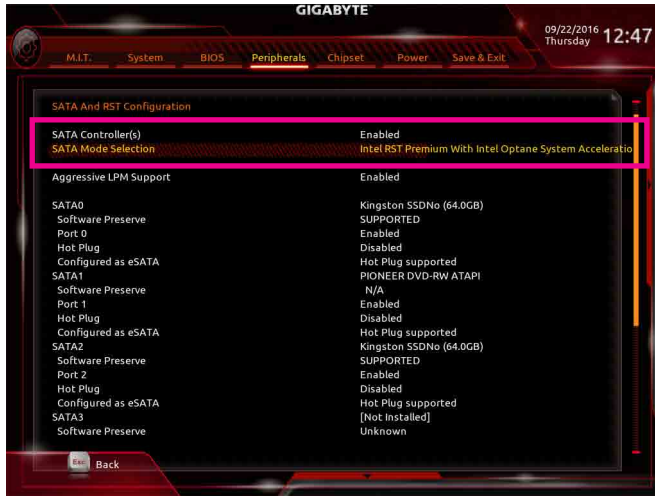 GIGABYTE
09/22/2016 Thursday 12:47
M.I.T. System BIOS Peripherals Chipset Power Save & Exit
SATA And RST Configuration
SATA Controller(s) Enabled
SATA Mode Selection Intel RST Premium With Intel Optane System Acceleratio
Aggressive LPM Support Enabled
SATA0 Kingston SSDNo (64.0GB)
Software Preserve SUPPORTED
Port 0 Enabled
Hot Plug Disabled
Configured as eSATA Hot Plug supported
SATA1 PIONEER DVD-RW ATAPI
Software Preserve N/A
Port 1 Enabled
Hot Plug Disabled
Configured as eSATA Hot Plug supported
SATA2 Kingston SSDNo (64.0GB)
Software Preserve SUPPORTED
Port 2 Enabled
Hot Plug Disabled
Configured as eSATA Hot Plug supported
SATA3 [Not Installed]
Software Preserve Unknown
Esc Back